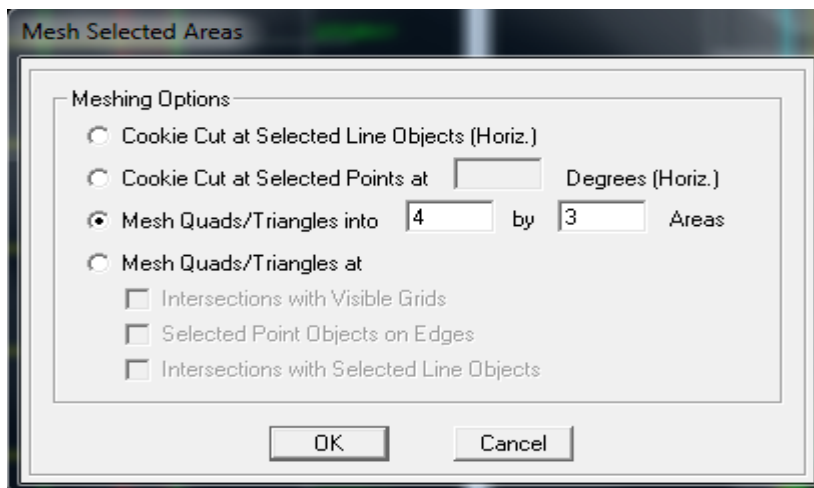 Mesh Selected Areas
Meshing Options
Cookie Cut at Selected Line Objects (Horiz.)
Cookie Cut at Selected Points at Degrees (Horiz.)
Mesh Quads/Triangles into 4 by 3 Areas
Mesh Quads/Triangles at
Intersections with Visible Grids
Selected Point Objects on Edges
Intersections with Selected Line Objects
OK Cancel